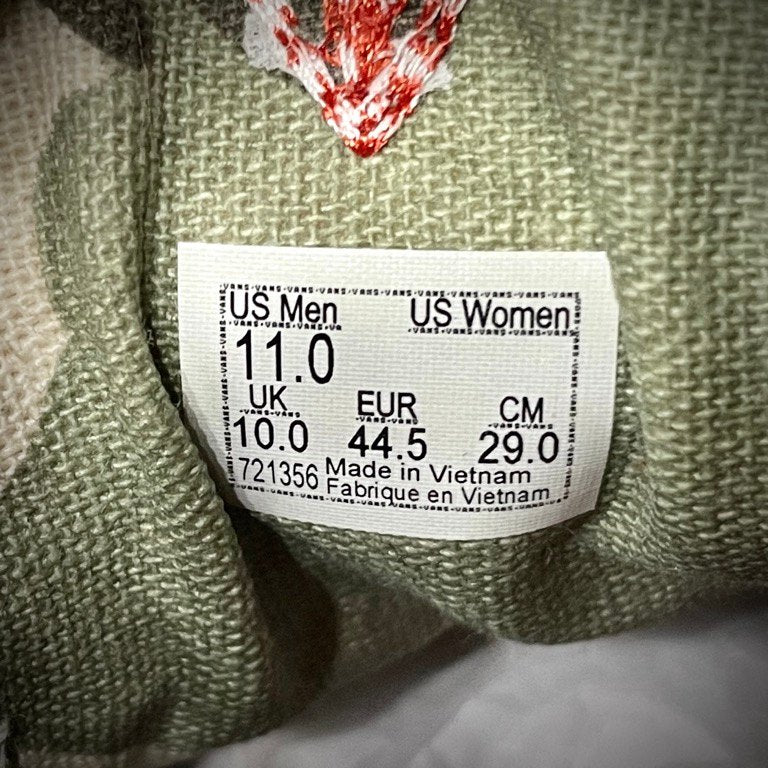 US Men US Women
11.0
UK EUR CM
10.0 44.5 29.0
721356 Made in Vietnam
Fabrique en Vietnam